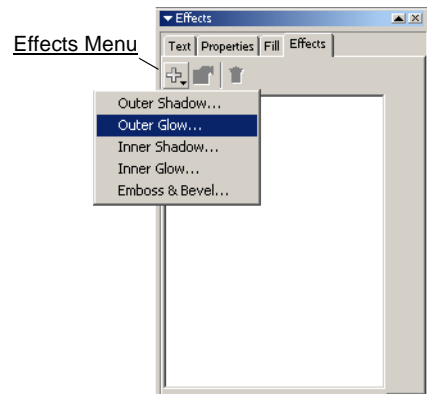 Effects
Effects Menu
Text Properties Fill Effects
Outer Shadow...
Outer Glow...
Inner Shadow...
Inner Glow...
Emboss & Bevel...